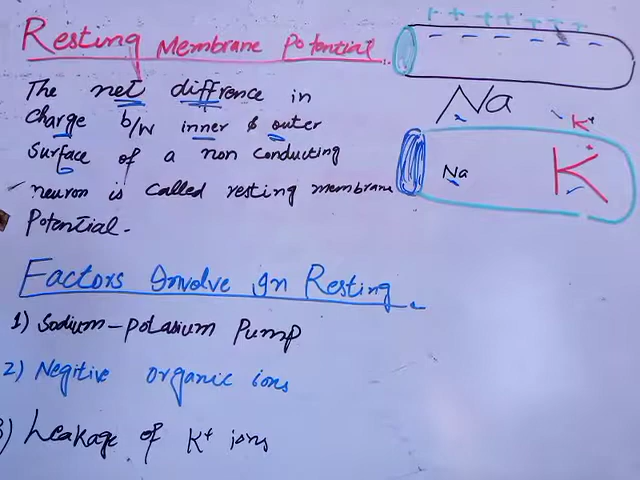 Resting Membrane Potential
+ + + + + + +
- - - - - - -
The net diffrence in
charge b/w inner & outer
surface of a non conducting
neuron is called resting membrane
Potential.
Na
K+
Na
K
Factors Involve In Resting
1) Sodium-potasium Pump
2) Negitive organic ions
3) Leakage of K+ ions